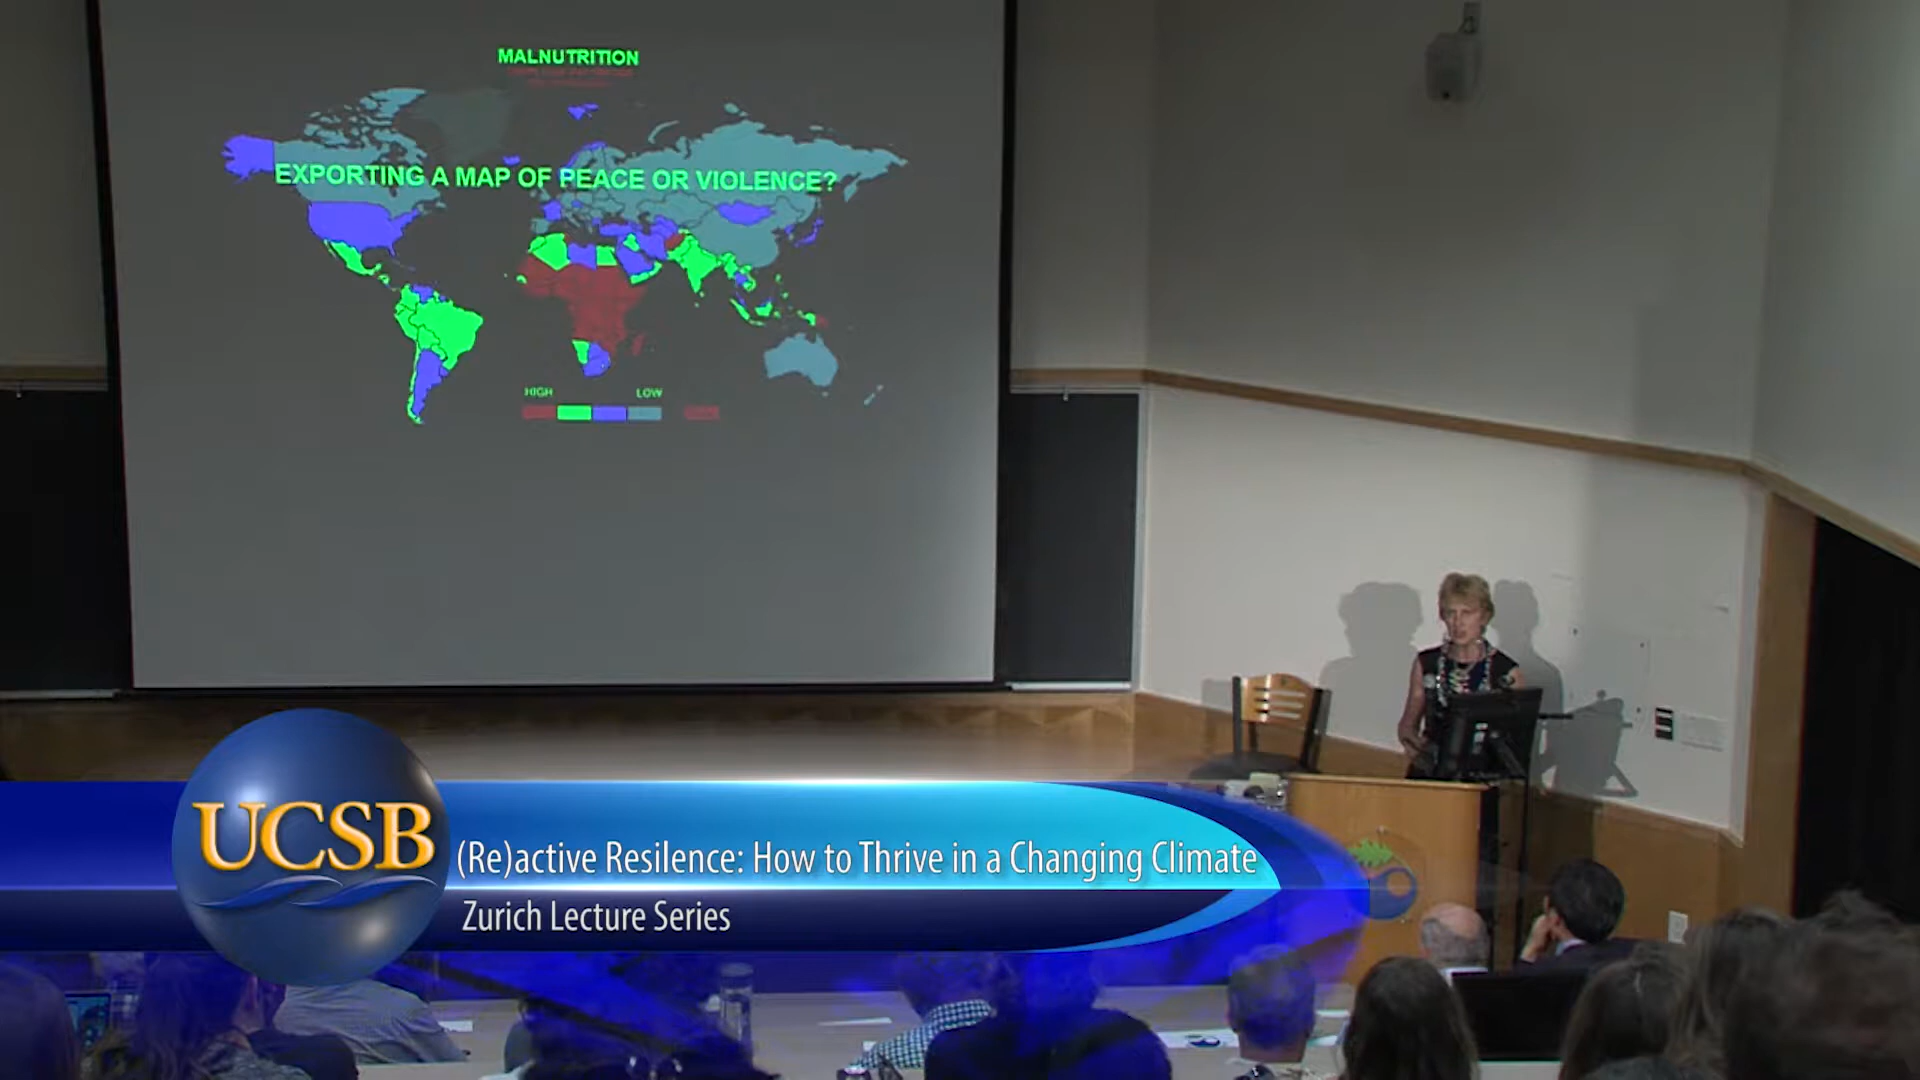 MALNUTRITION
EXPORTING A MAP OF PEACE OR VIOLENCE?
HIGH LOW
UCSB
(Re)active Resilence: How to Thrive in a Changing Climate
Zurich Lecture Series